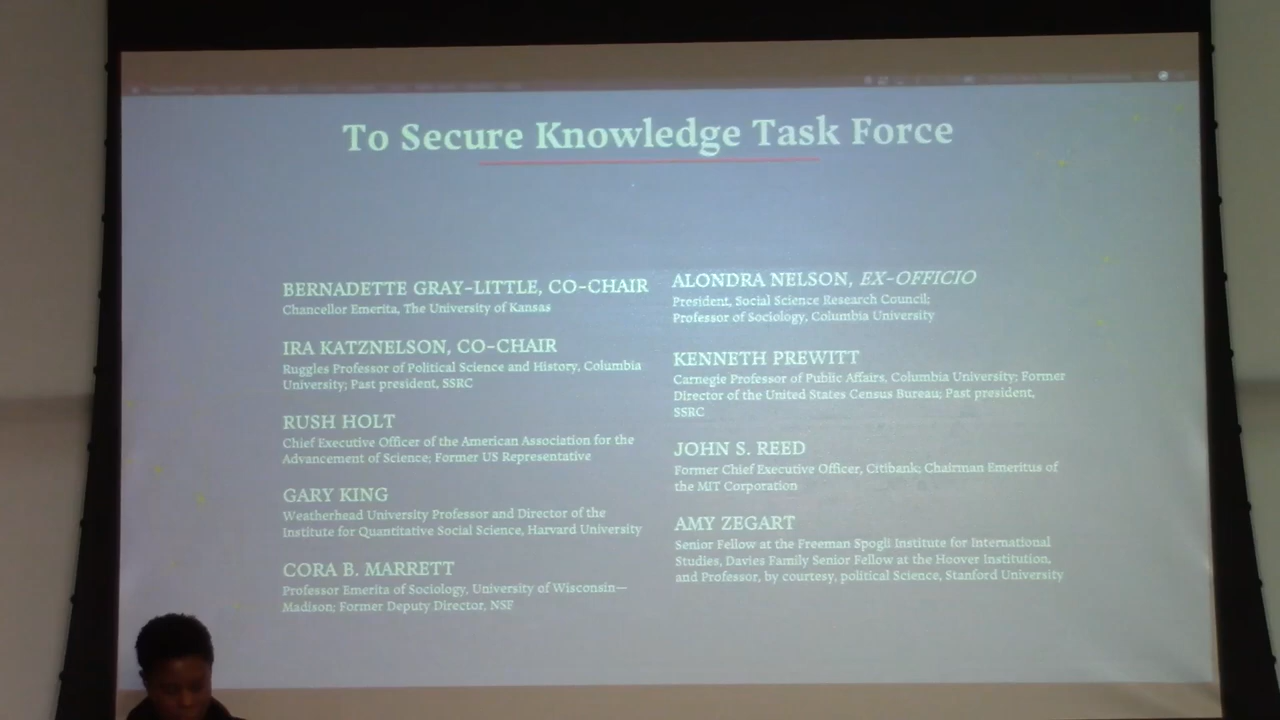 To Secure Knowledge Task Force
BERNADETTE GRAY-LITTLE, CO-CHAIR
Chancellor Emerita, The University of Kansas
IRA KATZNELSON, CO-CHAIR
Ruggles Professor of Political Science and History, Columbia
University; Past president, SSRC
RUSH HOLT
Chief Executive Officer of the American Association for the
Advancement of Science; Former US Representative
GARY KING
Weatherhead University Professor and Director of the
Institute for Quantitative Social Science, Harvard University
CORA B. MARRETT
Professor Emerita of Sociology, University of Wisconsin—
Madison; Former Deputy Director, NSF
ALONDRA NELSON, EX-OFFICIO
President, Social Science Research Council;
Professor of Sociology, Columbia University
KENNETH PREWITT
Carnegie Professor of Public Affairs, Columbia University; Former
Director of the United States Census Bureau; Past president,
SSRC
JOHN S. REED
Former Chief Executive Officer, Citibank; Chairman Emeritus of
the MIT Corporation
AMY ZEGART
Senior Fellow at the Freeman Spogli Institute for International
Studies, Davies Family Senior Fellow at the Hoover Institution,
and Professor, by courtesy, political Science, Stanford University